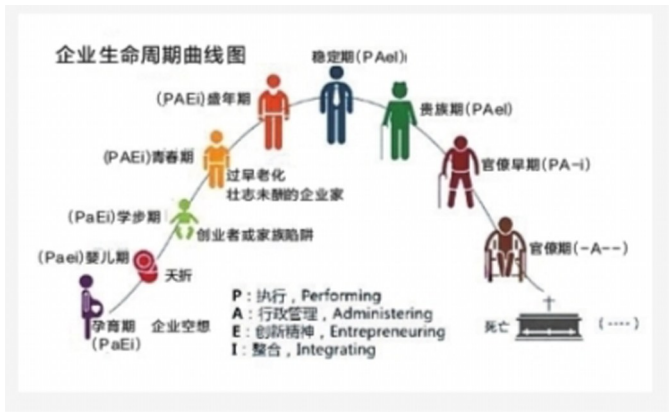 企业生命周期曲线图
稳定期(PAeI)
(PAEi)盛年期
贵族期(PAeI)
(PAEi)青春期
官僚早期(PA-i)
过早老化
壮志未酬的企业家
(PaEi)学步期
创业者或家族陷阱
(Paei)婴儿期
官僚期(-A--)
夭折
P：执行，Performing
A：行政管理，Administering
E：创新精神，Entrepreneuring
I：整合，Integrating
孕育期 企业空想
(PaEi)
死亡 (----)